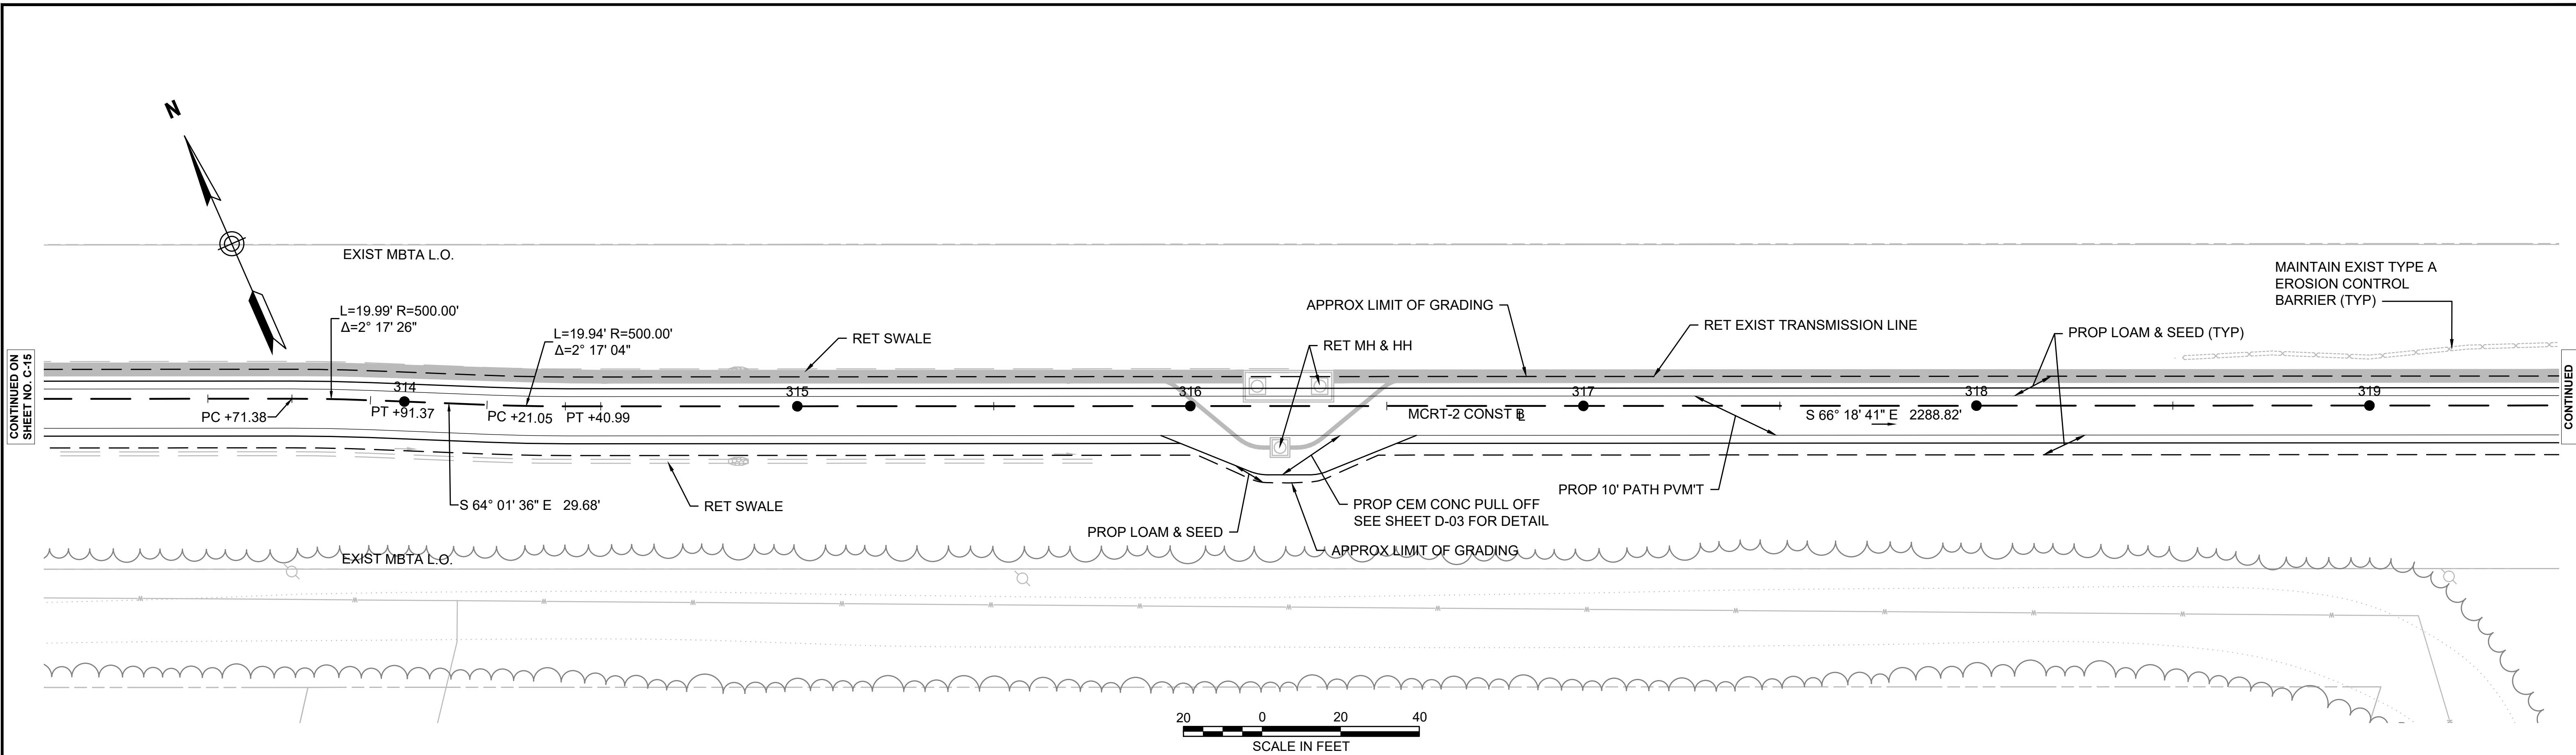 N
EXIST MBTA L.O.
MAINTAIN EXIST TYPE A
EROSION CONTROL
BARRIER (TYP)
L=19.99' R=500.00'
Δ=2° 17' 26"
L=19.94' R=500.00'
Δ=2° 17' 04"
RET SWALE
APPROX LIMIT OF GRADING
RET MH & HH
RET EXIST TRANSMISSION LINE
PROP LOAM & SEED (TYP)
CONTINUED ON
SHEET NO. C-15
CONTINUED
314
315
316
317
318
319
PC +71.38
PT +91.37
PC +21.05
PT +40.99
MCRT-2 CONST BL
S 66° 18' 41" E 2288.82'
S 64° 01' 36" E 29.68'
RET SWALE
PROP LOAM & SEED
PROP CEM CONC PULL OFF
SEE SHEET D-03 FOR DETAIL
PROP 10' PATH PVM'T
APPROX LIMIT OF GRADING
EXIST MBTA L.O.
20 0 20 40
SCALE IN FEET